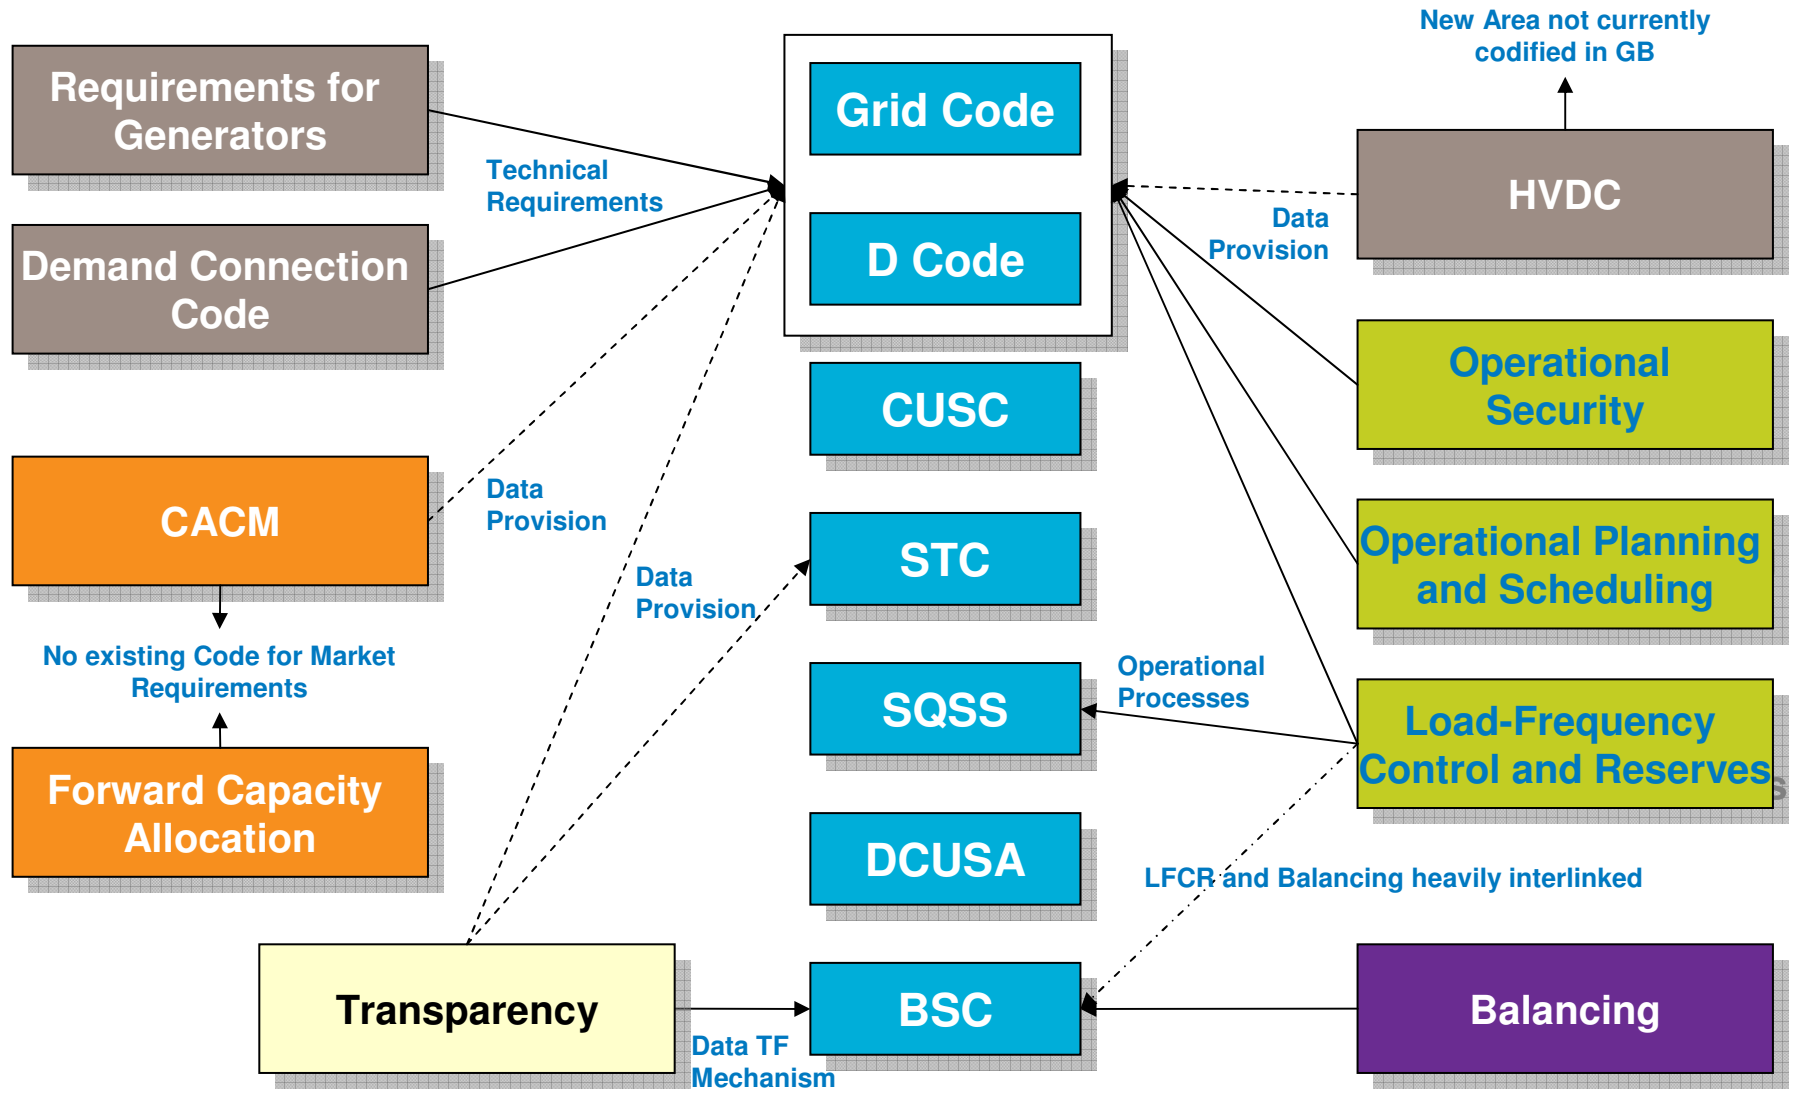 New Area not currently
codified in GB
Requirements for
Generators
Grid Code
Technical
Requirements
HVDC
Data
Provision
Demand Connection
Code
D Code
Operational
Security
CUSC
CACM
Data
Provision
STC
Operational Planning
and Scheduling
Data
Provision
No existing Code for Market
Requirements
Operational
Processes
SQSS
Load-Frequency
Control and Reserves
s
Forward Capacity
Allocation
DCUSA
LFCR and Balancing heavily interlinked
Transparency
BSC
Balancing
Data TF
Mechanism